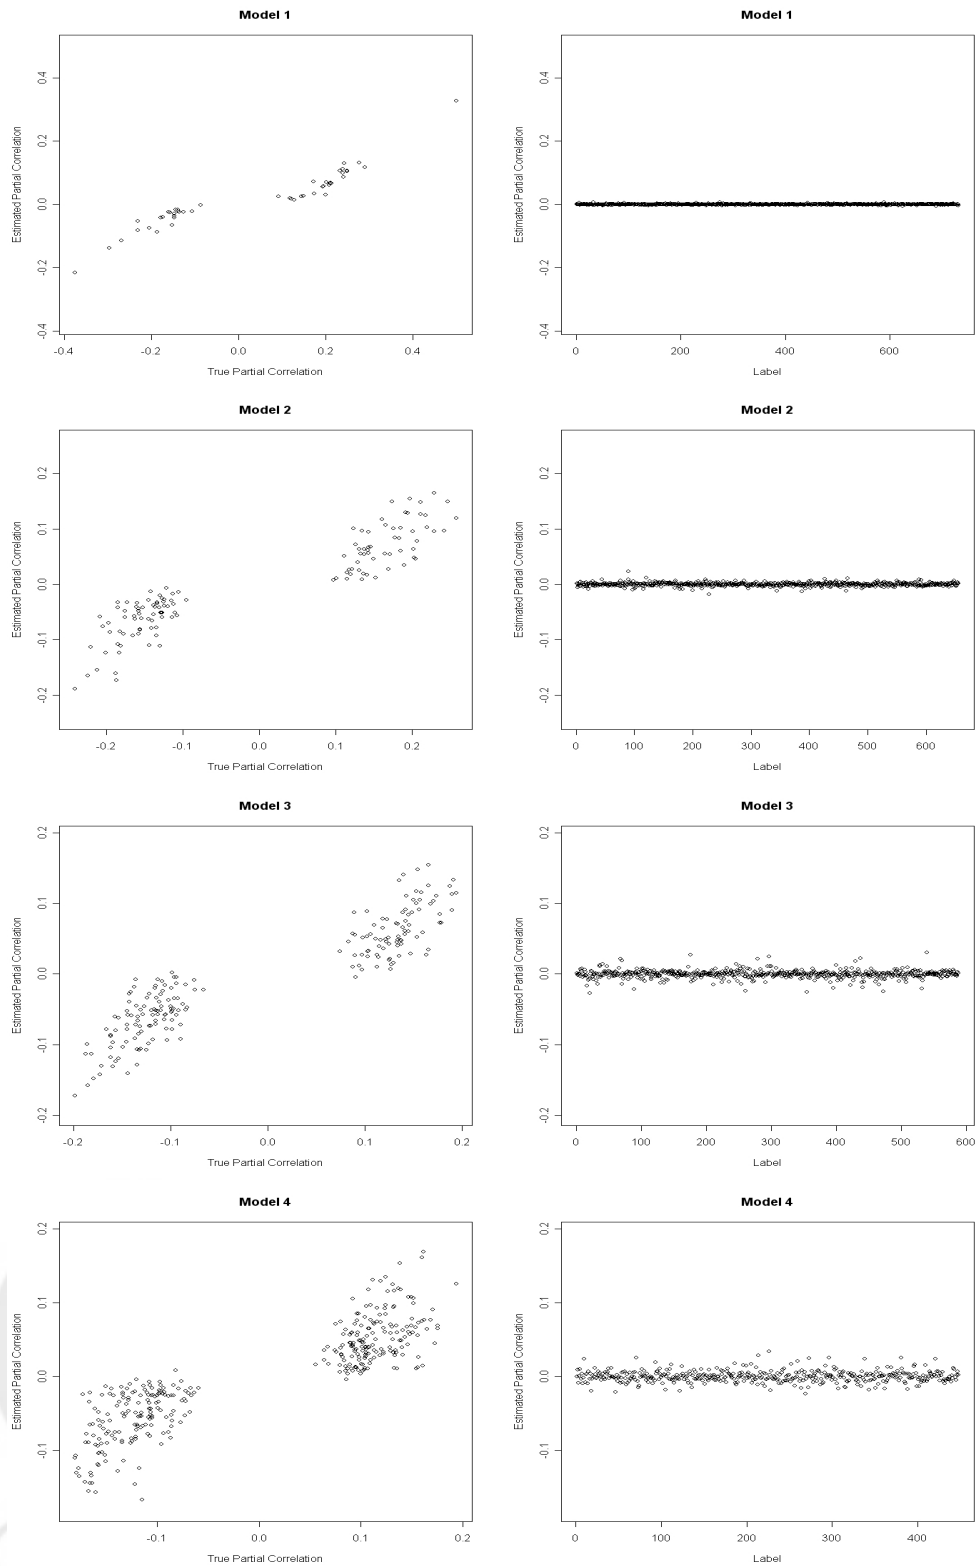 Model 1
Estimated Partial Correlation
0.4
0.2
0.0
-0.2
-0.4
-0.4 -0.2 0.0 0.2 0.4
True Partial Correlation
Model 1
Estimated Partial Correlation
0.4
0.2
0.0
-0.2
-0.4
0 200 400 600
Label
Model 2
Estimated Partial Correlation
0.2
0.1
0.0
-0.1
-0.2
-0.2 -0.1 0.0 0.1 0.2
True Partial Correlation
Model 2
Estimated Partial Correlation
0.2
0.1
0.0
-0.1
-0.2
0 100 200 300 400 500 600
Label
Model 3
Estimated Partial Correlation
0.2
0.1
0.0
-0.1
-0.2
-0.2 -0.1 0.0 0.1 0.2
True Partial Correlation
Model 3
Estimated Partial Correlation
0.2
0.1
0.0
-0.1
-0.2
0 100 200 300 400 500 600
Label
Model 4
Estimated Partial Correlation
0.2
0.1
0.0
-0.1
-0.1 0.0 0.1 0.2
True Partial Correlation
Model 4
Estimated Partial Correlation
0.2
0.1
0.0
-0.1
0 100 200 300 400
Label